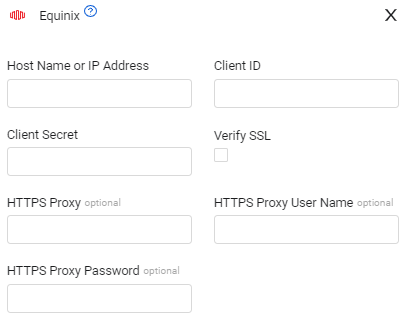 Equinix ?
X
Host Name or IP Address
Client ID
Client Secret
Verify SSL
HTTPS Proxy optional
HTTPS Proxy User Name optional
HTTPS Proxy Password optional